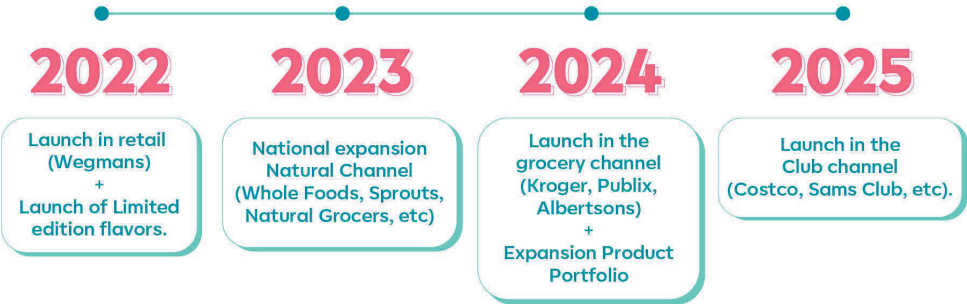 2022
Launch in retail
(Wegmans)
+
Launch of Limited
edition flavors.
2023
National expansion
Natural Channel
(Whole Foods, Sprouts,
Natural Grocers, etc)
2024
Launch in the
grocery channel
(Kroger, Publix,
Albertsons)
+
Expansion Product
Portfolio
2025
Launch in the
Club channel
(Costco, Sams Club, etc).